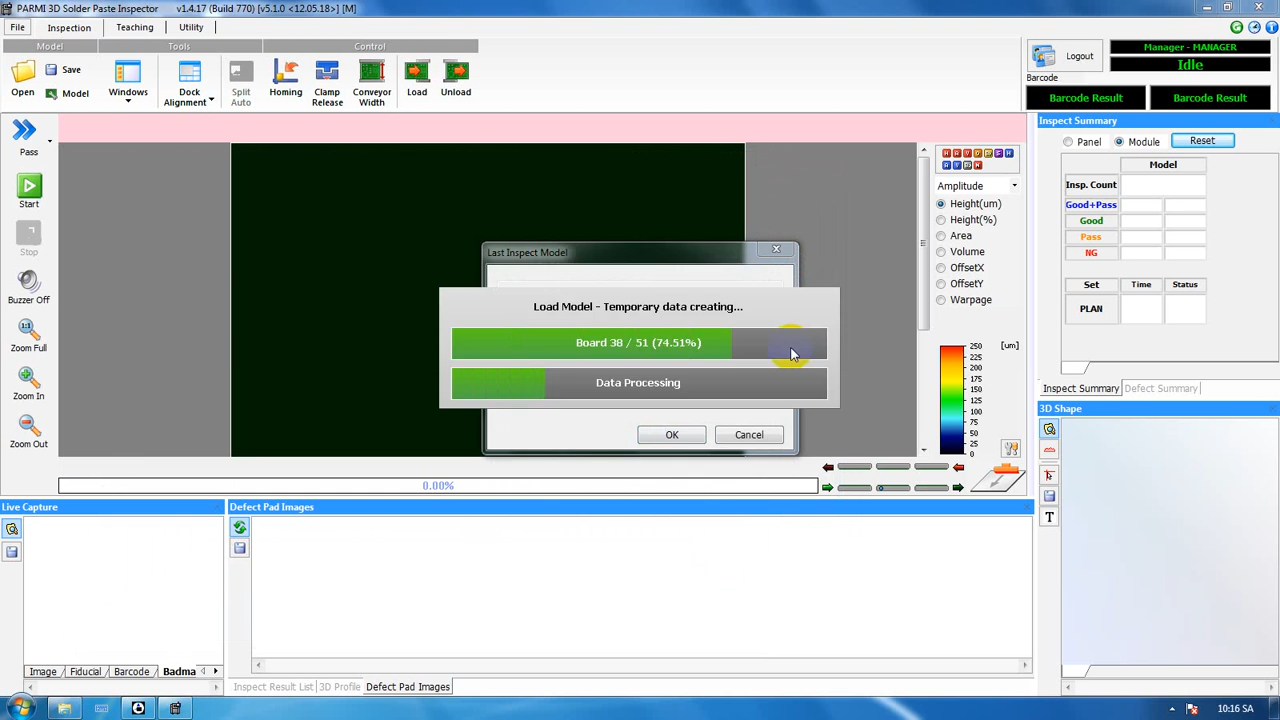 PARMI 3D Solder Paste Inspector v1.4.17 (Build 770) [v5.1.0 <12.05.18>] [M]
File Inspection Teaching Utility
Model Tools Control
Open Save Model
Windows Dock Alignment Split Auto
Homing Clamp Release Conveyor Width Load Unload
Logout
Manager - MANAGER
Idle
Barcode
Barcode Result Barcode Result
Pass
Start
Stop
Buzzer Off
Zoom Full
Zoom In
Zoom Out
Last Inspect Model
Load Model - Temporary data creating...
Board 38 / 51 (74.51%)
Data Processing
OK Cancel
Amplitude
Height(um)
Height(%)
Area
Volume
OffsetX
OffsetY
Warpage
250 [um]
225
200
175
150
125
100
75
50
25
0
0.00%
Inspect Summary
Panel Module Reset
Model
Insp. Count
Good+Pass
Good
Pass
NG
Set Time Status
PLAN
Inspect Summary Defect Summary
3D Shape
T
Live Capture
Image Fiducial Barcode Badma
Defect Pad Images
Inspect Result List 3D Profile Defect Pad Images
10:16 SA